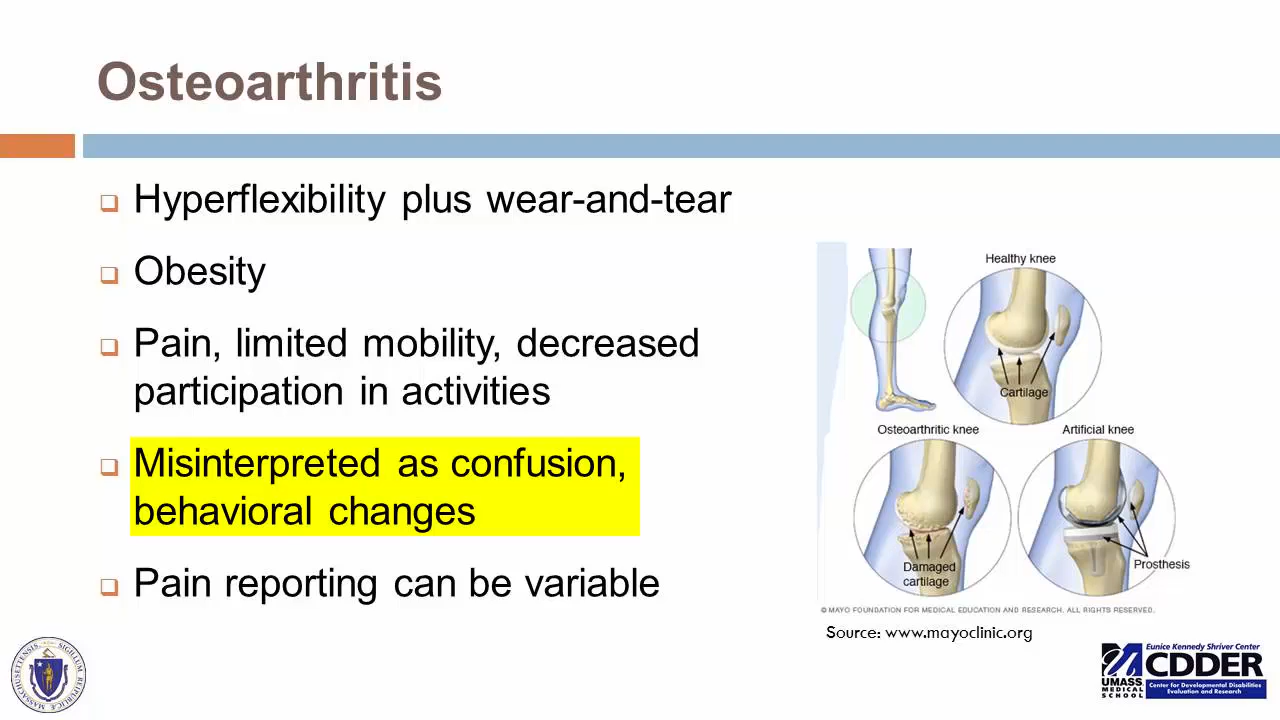 Osteoarthritis
Hyperflexibility plus wear-and-tear
Obesity
Pain, limited mobility, decreased
participation in activities
Misinterpreted as confusion,
behavioral changes
Pain reporting can be variable
Healthy knee
Cartilage
Osteoarthritic knee
Artificial knee
Damaged
cartilage
Prosthesis
© MAYO FOUNDATION FOR MEDICAL EDUCATION AND RESEARCH. ALL RIGHTS RESERVED.
Source: www.mayoclinic.org
UMASS
MEDICAL
SCHOOL
Eunice Kennedy Shriver Center
CDDER
Center for Developmental Disabilities
Evaluation and Research